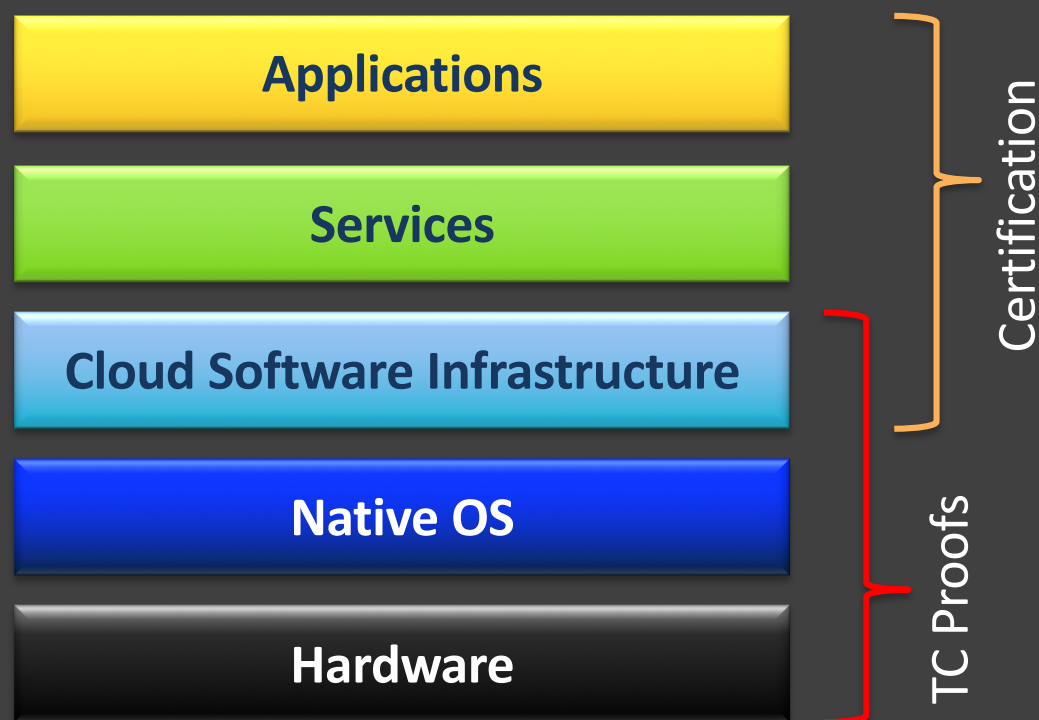 Applications
Services
Cloud Software Infrastructure
Native OS
Hardware
Certification
TC Proofs